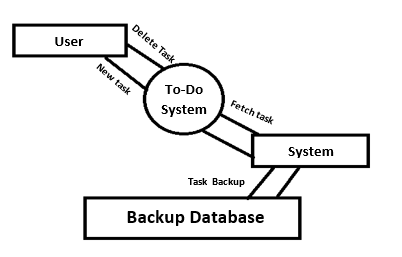 User
Delete Task
New task
To-Do
System
Fetch task
System
Task Backup
Backup Database